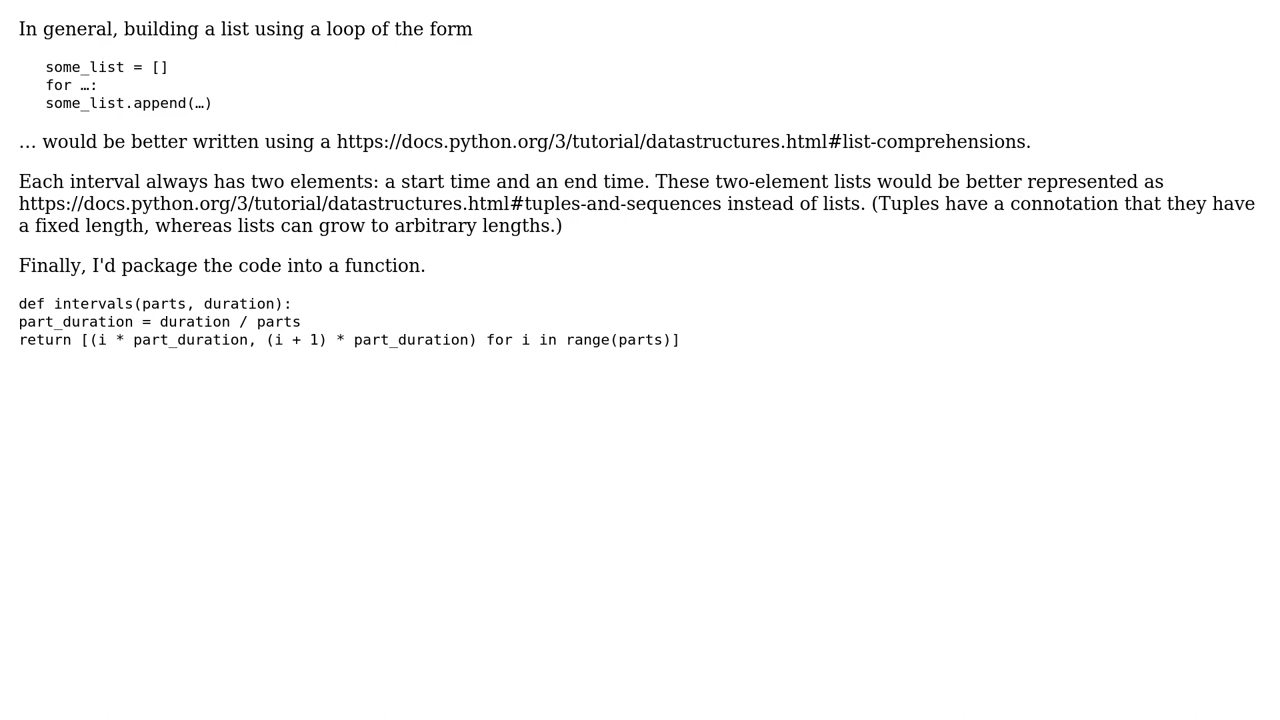 In general, building a list using a loop of the form
some_list = []
for …:
some_list.append(…)
… would be better written using a https://docs.python.org/3/tutorial/datastructures.html#list-comprehensions.
Each interval always has two elements: a start time and an end time. These two-element lists would be better represented as
https://docs.python.org/3/tutorial/datastructures.html#tuples-and-sequences instead of lists. (Tuples have a connotation that they have
a fixed length, whereas lists can grow to arbitrary lengths.)
Finally, I'd package the code into a function.
def intervals(parts, duration):
part_duration = duration / parts
return [(i * part_duration, (i + 1) * part_duration) for i in range(parts)]